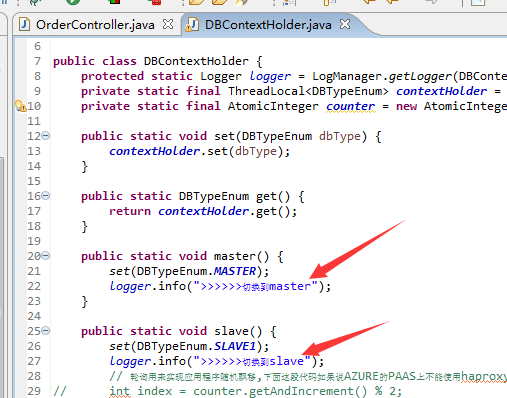 OrderController.java DBContextHolder.java
6
7 public class DBContextHolder {
8 protected static Logger logger = LogManager.getLogger(DBConte
9 private static final ThreadLocal<DBTypeEnum> contextHolder =
10 private static final AtomicInteger counter = new AtomicIntege
11
12 public static void set(DBTypeEnum dbType) {
13 contextHolder.set(dbType);
14 }
15
16 public static DBTypeEnum get() {
17 return contextHolder.get();
18 }
19
20 public static void master() {
21 set(DBTypeEnum.MASTER);
22 logger.info(">>>>>>切换到master");
23 }
24
25 public static void slave() {
26 set(DBTypeEnum.SLAVE1);
27 logger.info(">>>>>>切换到slave");
28 // 轮询用来实现应用程序随机飘移,下面这段代码如果说AZURE的PAAS上不能使用haproxy
29 // int index = counter.getAndIncrement() % 2;